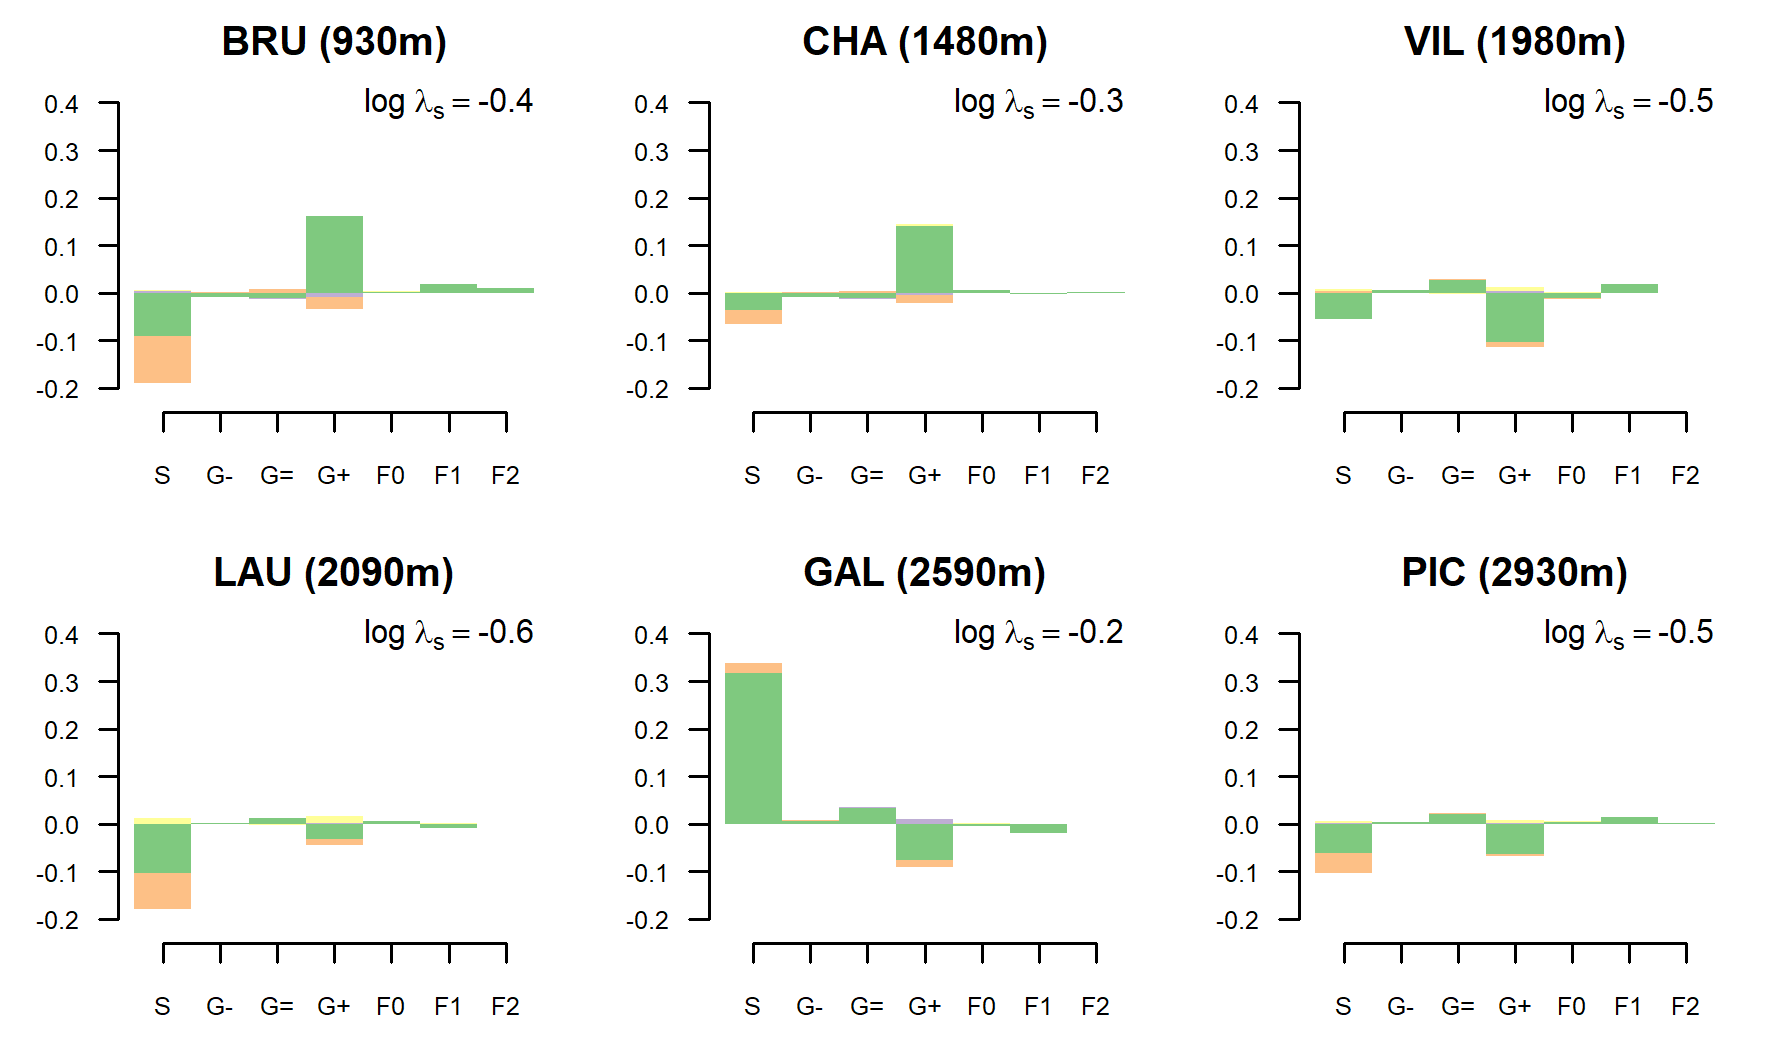 BRU (930m)
log λs = -0.4
0.4
0.3
0.2
0.1
0.0
-0.1
-0.2
S G- G= G+ F0 F1 F2
CHA (1480m)
log λs = -0.3
0.4
0.3
0.2
0.1
0.0
-0.1
-0.2
S G- G= G+ F0 F1 F2
VIL (1980m)
log λs = -0.5
0.4
0.3
0.2
0.1
0.0
-0.1
-0.2
S G- G= G+ F0 F1 F2
LAU (2090m)
log λs = -0.6
0.4
0.3
0.2
0.1
0.0
-0.1
-0.2
S G- G= G+ F0 F1 F2
GAL (2590m)
log λs = -0.2
0.4
0.3
0.2
0.1
0.0
-0.1
-0.2
S G- G= G+ F0 F1 F2
PIC (2930m)
log λs = -0.5
0.4
0.3
0.2
0.1
0.0
-0.1
-0.2
S G- G= G+ F0 F1 F2